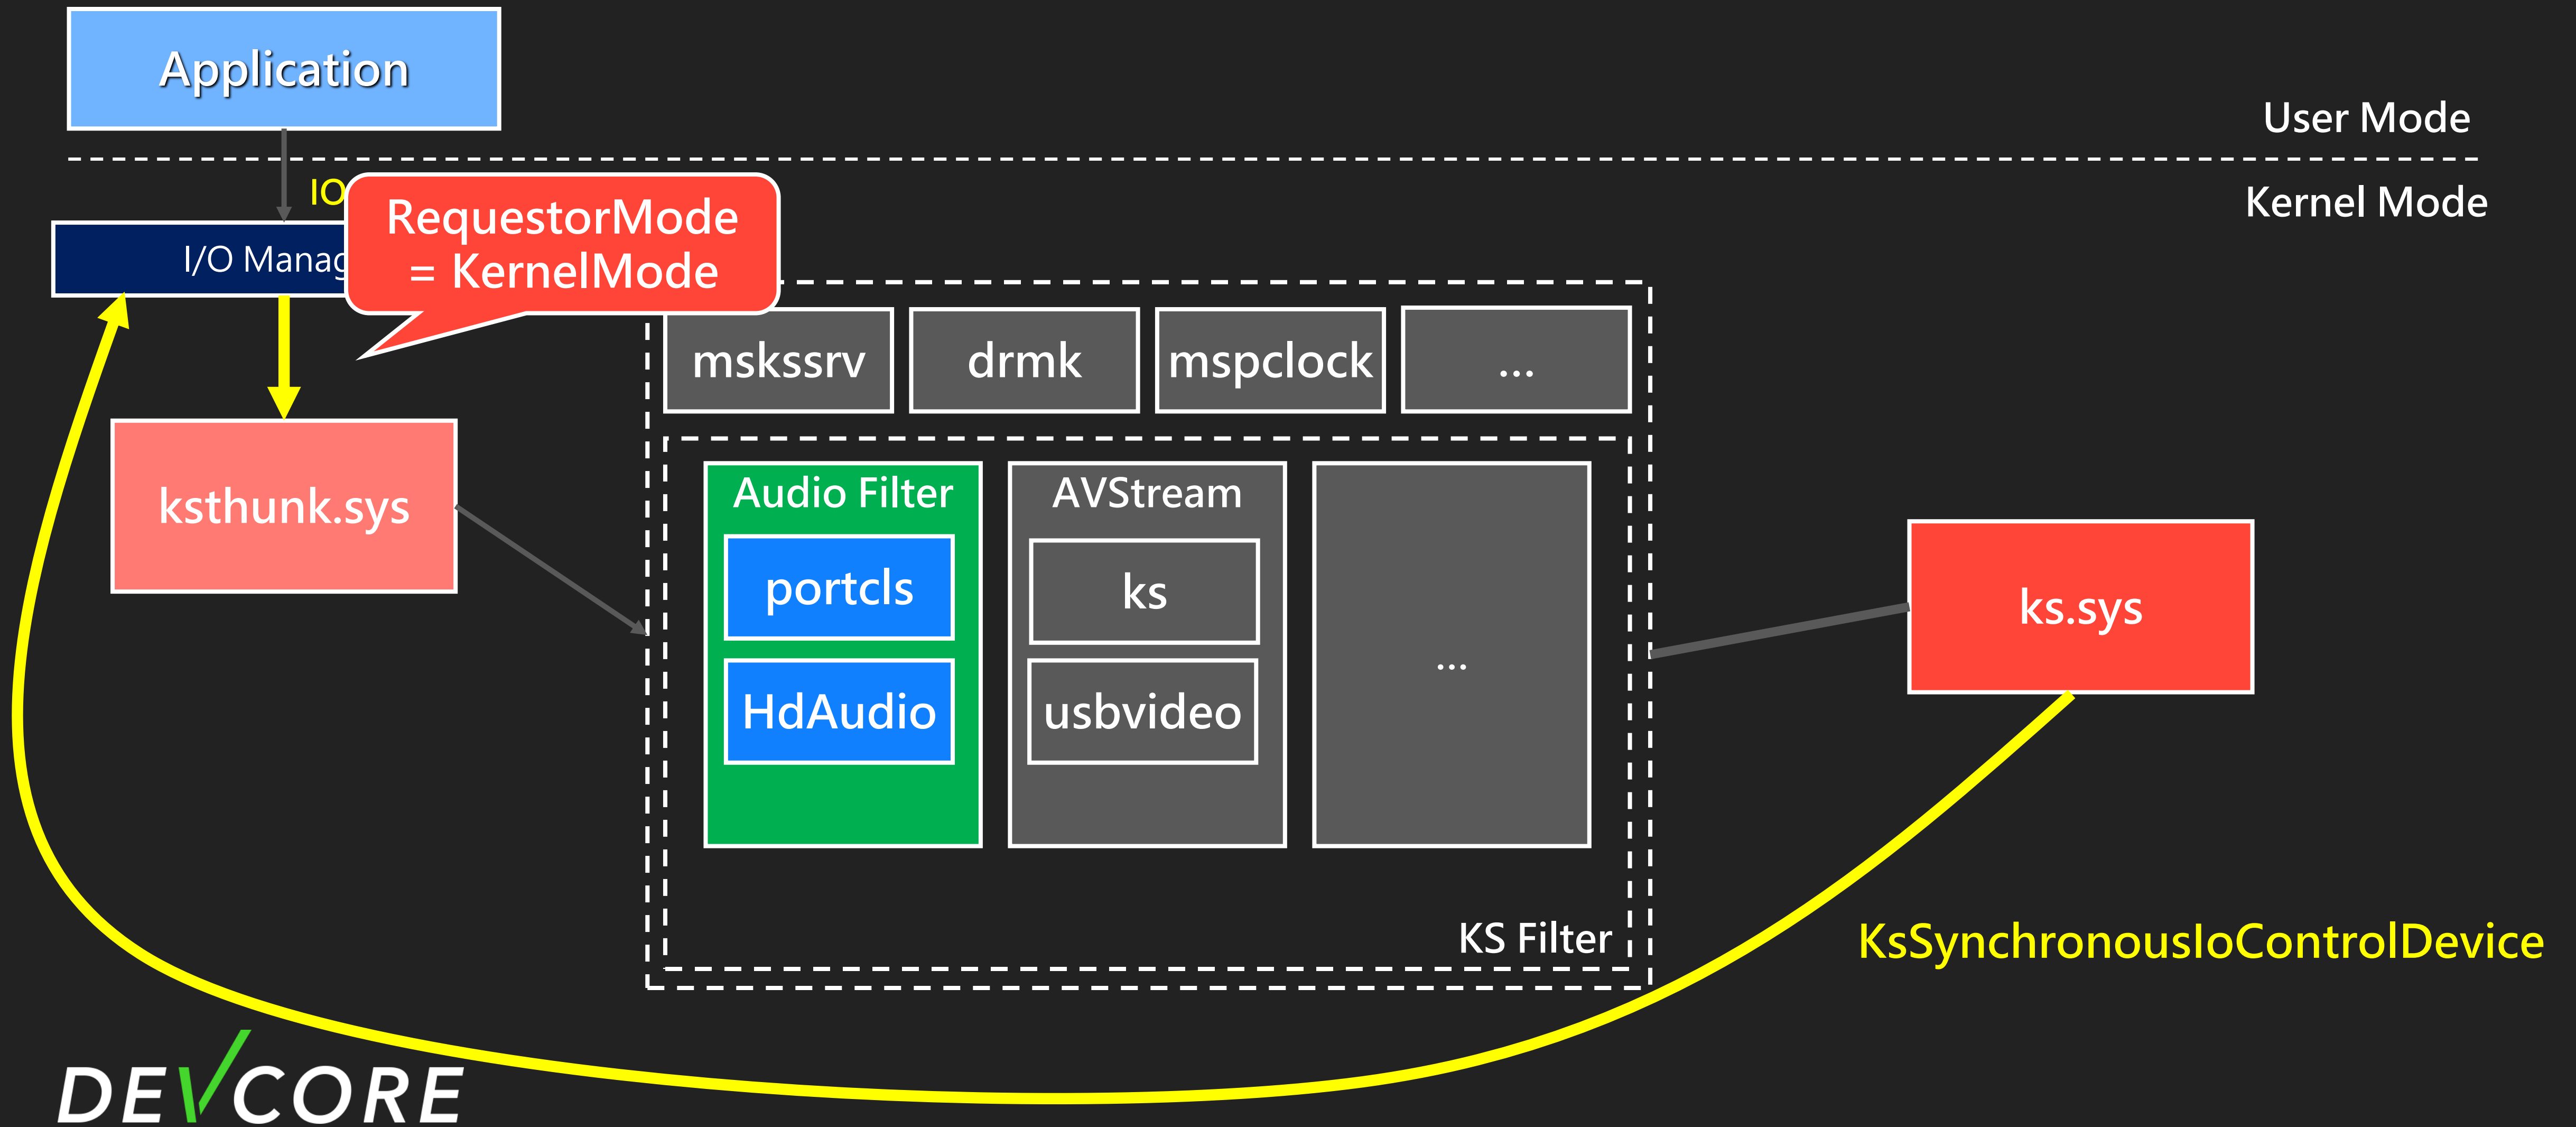 Application
User Mode
Kernel Mode
IO
RequestorMode
= KernelMode
I/O Manag
mskssrv
drmk
mspclock
...
ksthunk.sys
Audio Filter
portcls
HdAudio
AVStream
ks
usbvideo
...
ks.sys
KS Filter
KsSynchronousIoControlDevice
DEVCORE